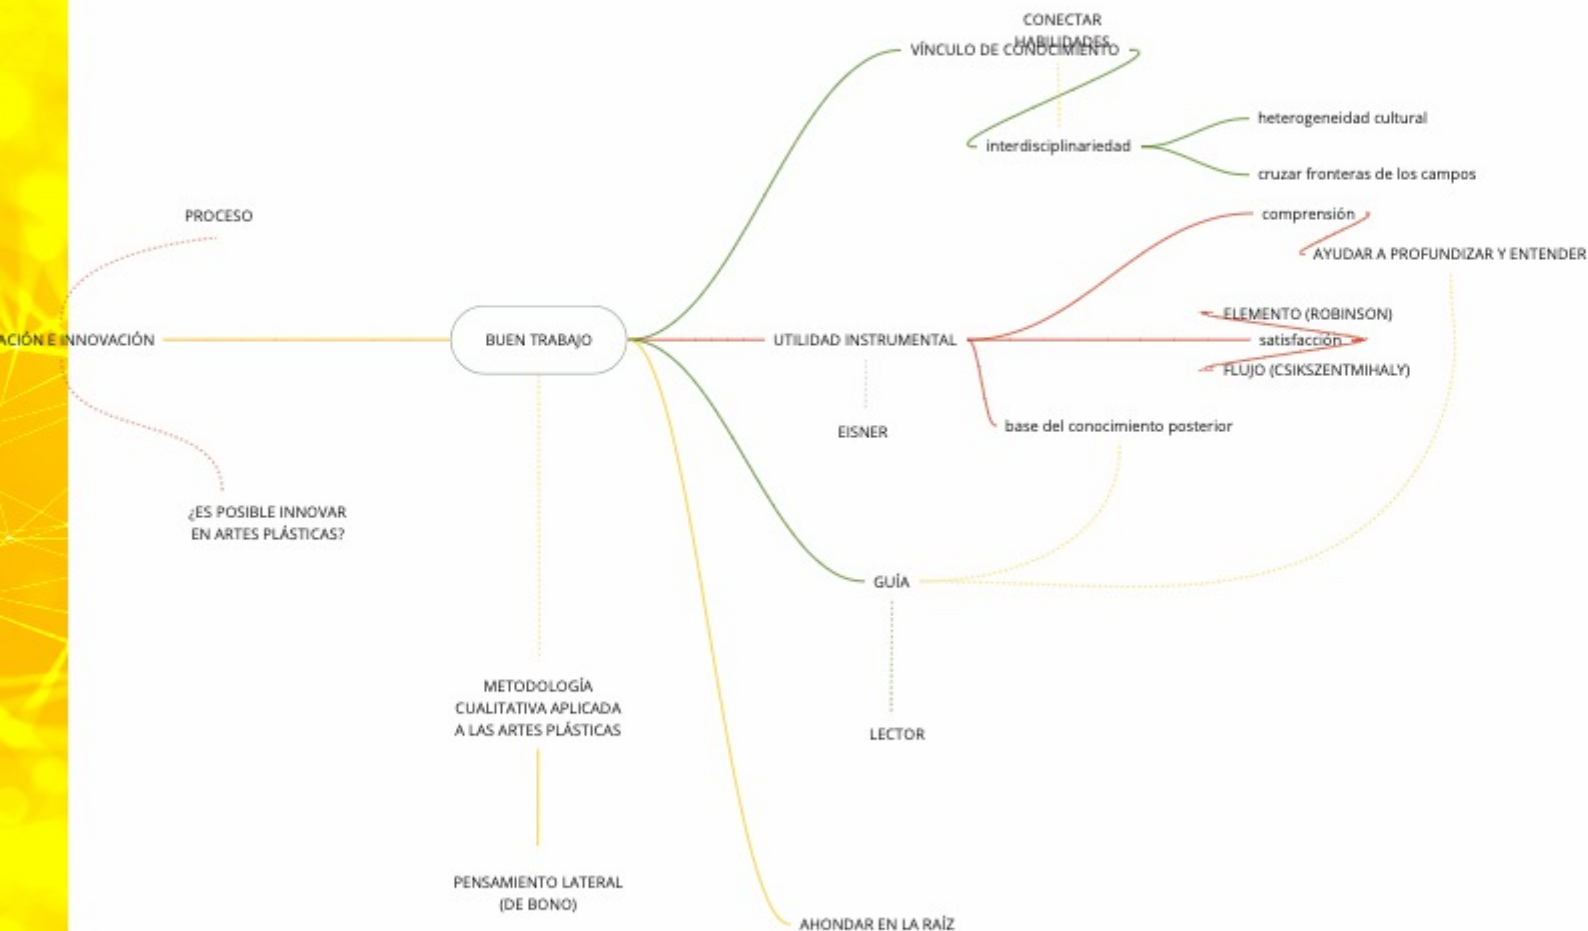 CONECTAR
HABILIDADES
VÍNCULO DE CONOCIMIENTO
heterogeneidad cultural
interdisciplinariedad
cruzar fronteras de los campos
PROCESO
comprensión
AYUDAR A PROFUNDIZAR Y ENTENDER
ELEMENTO (ROBINSON)
ACIÓN E INNOVACIÓN
BUEN TRABAJO
UTILIDAD INSTRUMENTAL
satisfacción
FLUJO (CSIKSZENTMIHALY)
base del conocimiento posterior
EISNER
¿ES POSIBLE INNOVAR
EN ARTES PLÁSTICAS?
GUÍA
METODOLOGÍA
CUALITATIVA APLICADA
A LAS ARTES PLÁSTICAS
LECTOR
PENSAMIENTO LATERAL
(DE BONO)
AHONDAR EN LA RAÍZ